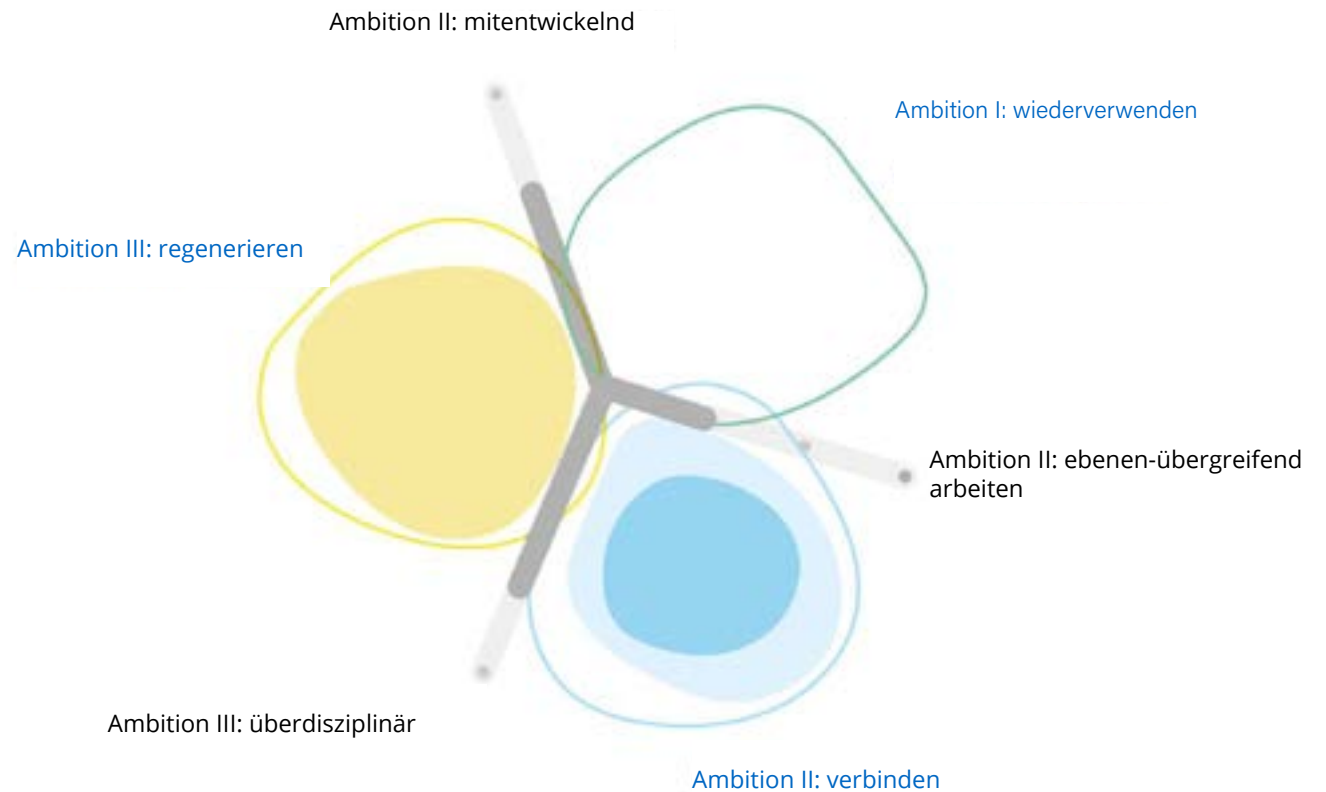 Ambition II: mitentwickelnd
Ambition I: wiederverwenden
Ambition III: regenerieren
Ambition II: ebenen-übergreifend
arbeiten
Ambition III: überdisziplinär
Ambition II: verbinden